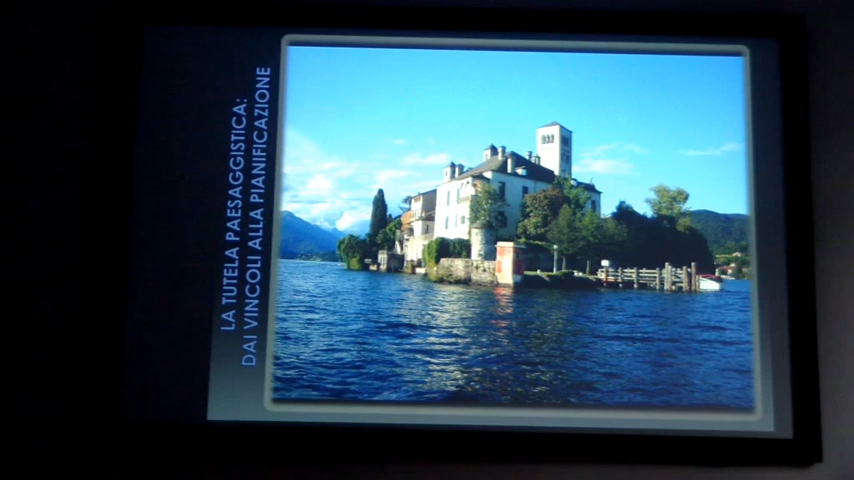 LA TUTELA PAESAGGISTICA:
DAI VINCOLI ALLA PIANIFICAZIONE